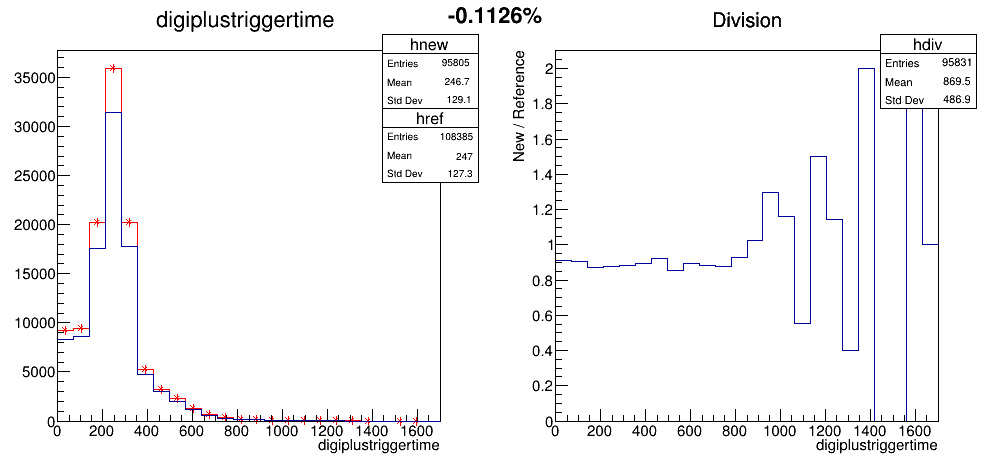 digiplustriggertime
-0.1126%
Division
hnew
Entries 95805
Mean 246.7
Std Dev 129.1
href
Entries 108385
Mean 247
Std Dev 127.3
35000
30000
25000
20000
15000
10000
5000
0
0 200 400 600 800 1000 1200 1400 1600
digiplustriggertime
hdiv
Entries 95831
Mean 869.5
Std Dev 486.9
New / Reference
2
1.8
1.6
1.4
1.2
1
0.8
0.6
0.4
0.2
0
0 200 400 600 800 1000 1200 1400 1600
digiplustriggertime